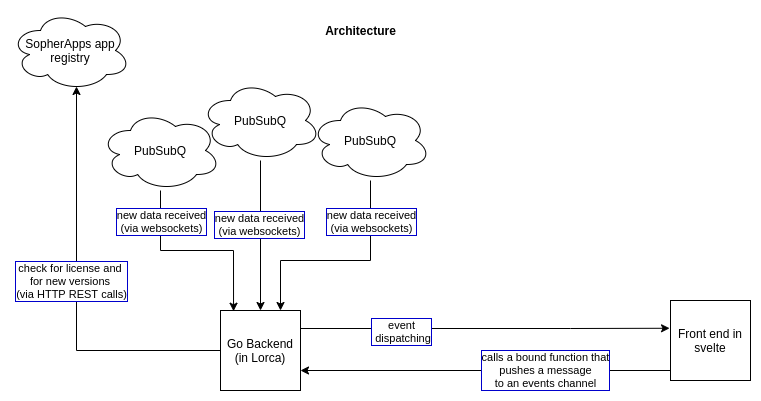 Architecture
SopherApps app
registry
PubSubQ
PubSubQ
PubSubQ
new data received
(via websockets)
new data received
(via websockets)
new data received
(via websockets)
check for license and
for new versions
(via HTTP REST calls)
Go Backend
(in Lorca)
event
dispatching
Front end in
svelte
calls a bound function that
pushes a message
to an events channel